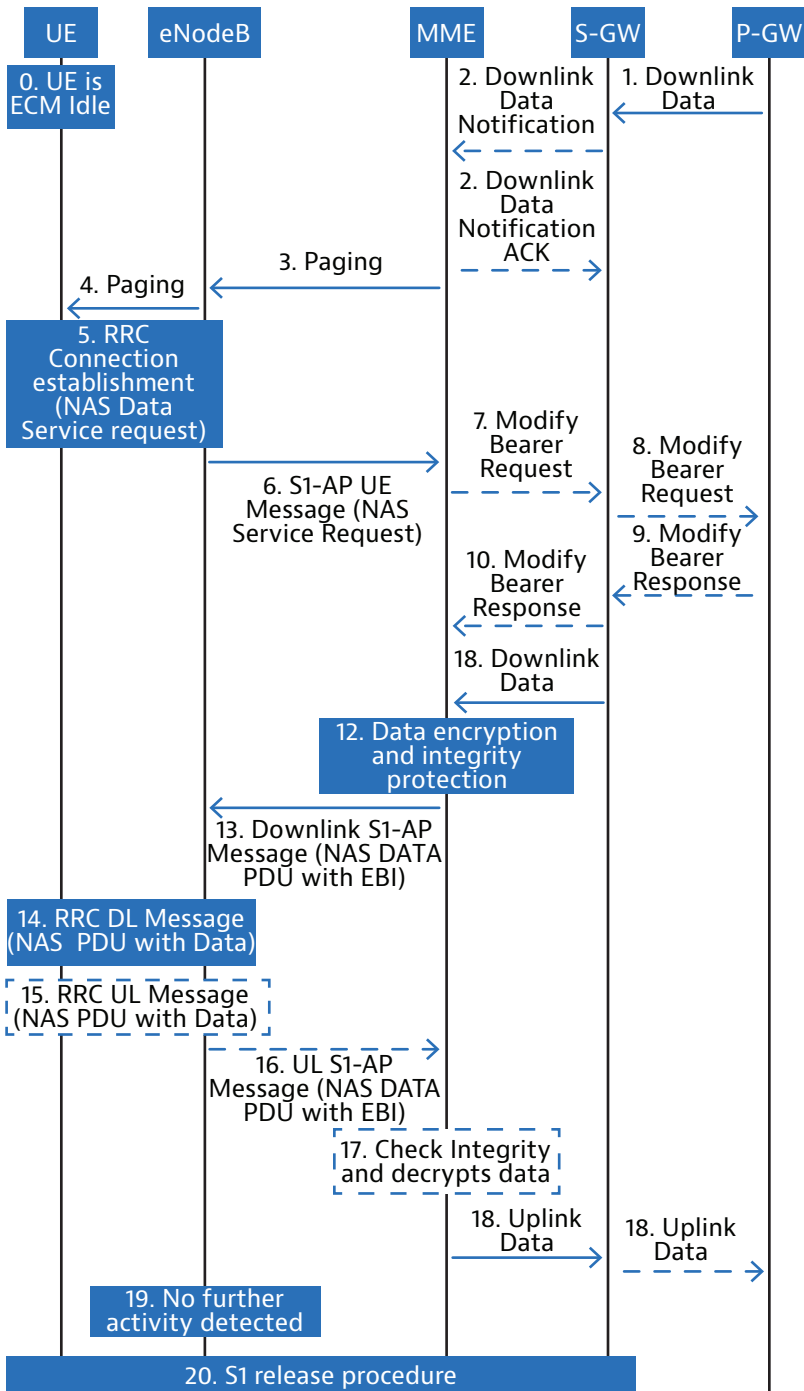 UE
eNodeB
MME
S-GW
P-GW
0. UE is
ECM Idle
2. Downlink
Data
Notification
1. Downlink
Data
2. Downlink
Data
Notification
ACK
3. Paging
4. Paging
5. RRC
Connection
establishment
(NAS Data
Service request)
6. S1-AP UE
Message (NAS
Service Request)
7. Modify
Bearer
Request
8. Modify
Bearer
Request
9. Modify
Bearer
Response
10. Modify
Bearer
Response
18. Downlink
Data
12. Data encryption
and integrity
protection
13. Downlink S1-AP
Message (NAS DATA
PDU with EBI)
14. RRC DL Message
(NAS PDU with Data)
15. RRC UL Message
(NAS PDU with Data)
16. UL S1-AP
Message (NAS DATA
PDU with EBI)
17. Check Integrity
and decrypts data
18. Uplink
Data
18. Uplink
Data
19. No further
activity detected
20. S1 release procedure